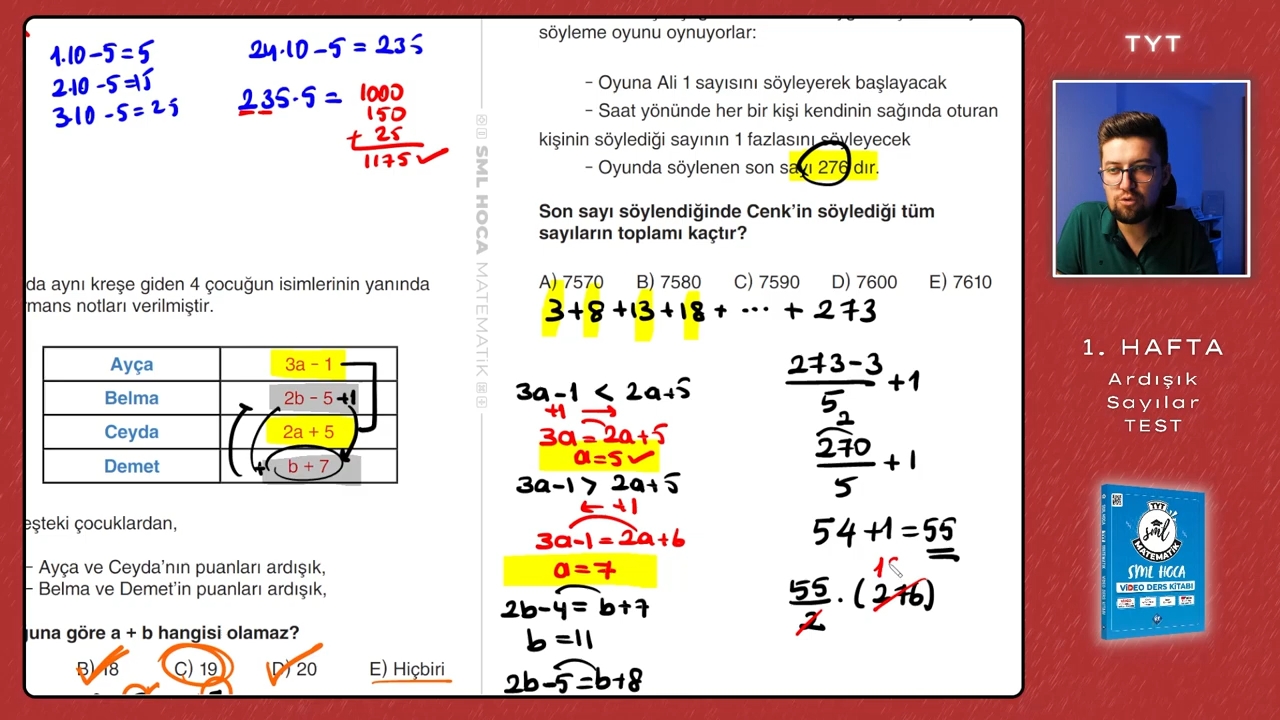 1.10-5=5
2.10-5=15
3.10-5=25
24.10-5=235
235.5=
1000
150
+ 25
1175
da aynı kreşe giden 4 çocuğun isimlerinin yanında
mans notları verilmiştir.
Ayça 3a - 1
Belma 2b - 5 +1
Ceyda 2a + 5
Demet + b + 7
eşteki çocuklardan,
- Ayça ve Ceyda'nın puanları ardışık,
- Belma ve Demet'in puanları ardışık,
una göre a + b hangisi olamaz?
B) 18 C) 19 D) 20 E) Hiçbiri
SML HOCA MATEMATİK
söyleme oyunu oynuyorlar:
- Oyuna Ali 1 sayısını söyleyerek başlayacak
- Saat yönünde her bir kişi kendinin sağında oturan
kişinin söylediği sayının 1 fazlasını söyleyecek
- Oyunda söylenen son sayı 276 dır.
Son sayı söylendiğinde Cenk'in söylediği tüm
sayıların toplamı kaçtır?
A) 7570 B) 7580 C) 7590 D) 7600 E) 7610
3+8+13+18+ ... + 273
3a-1 < 2a+5
+1
3a=2a+5
a=5
3a-1 > 2a+5
+1
3a-1=2a+6
a=7
2b-4=b+7
b=11
2b-5=b+8
273-3
5
+1
2
270
5
+1
54+1=55
55
2
.(276)
TYT
1. HAFTA
Ardışık
Sayılar
TEST
TYT
SML
MATEMATİK
SML HOCA
VİDEO DERS KİTABI